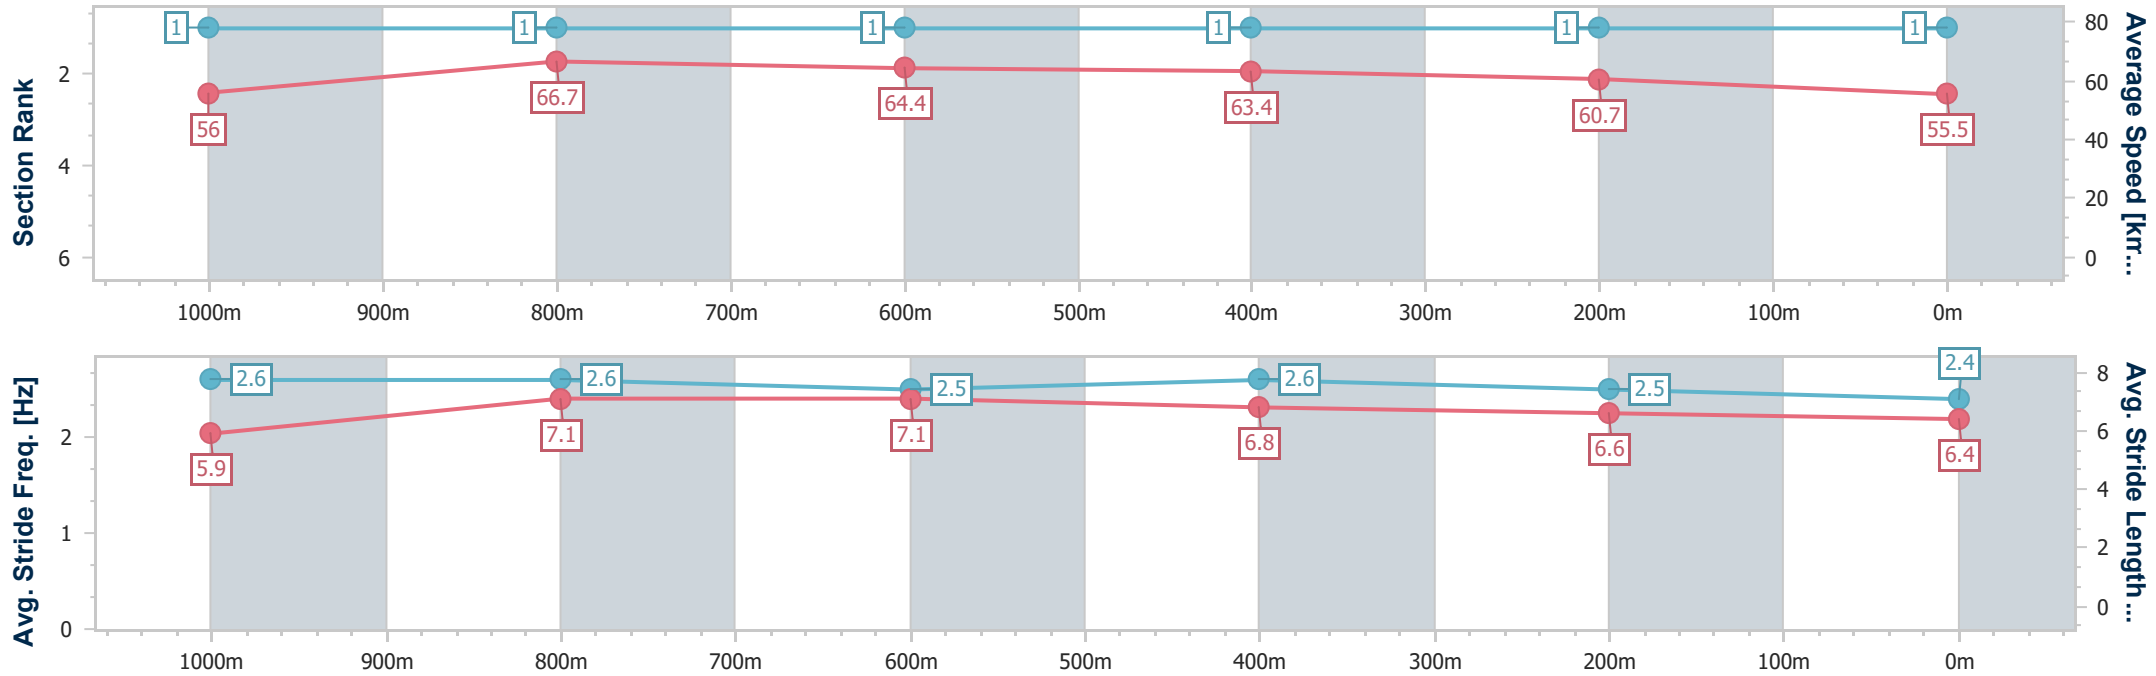 Section Rank
2
4
6
1
1
1
1
1
1
56
66.7
64.4
63.4
60.7
55.5
80
60
40
20
0
Average Speed [km...
1000m
900m
800m
700m
600m
500m
400m
300m
200m
100m
0m
Avg. Stride Freq. [Hz]
2
1
0
2.6
2.6
2.5
2.6
2.5
2.4
5.9
7.1
7.1
6.8
6.6
6.4
8
6
4
2
0
Avg. Stride Length ...
1000m
900m
800m
700m
600m
500m
400m
300m
200m
100m
0m